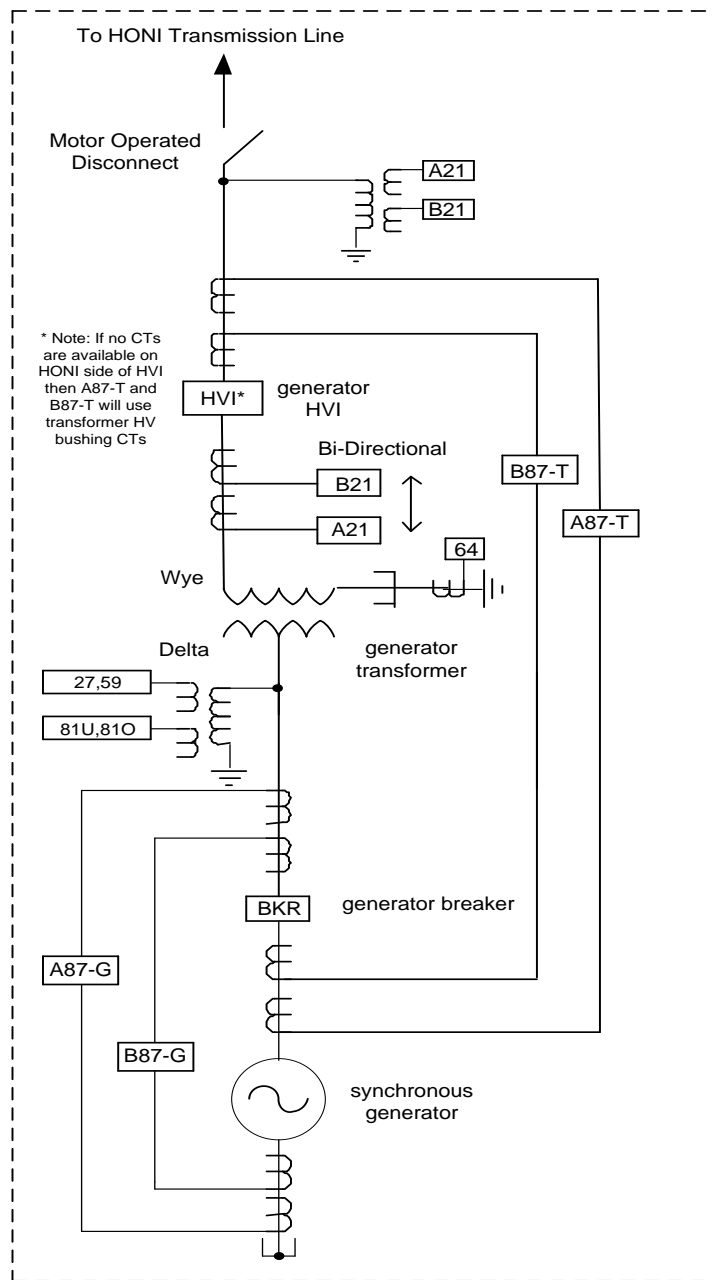 To HONI Transmission Line
Motor Operated
Disconnect
A21
B21
* Note: If no CTs
are available on
HONI side of HVI
then A87-T and
B87-T will use
transformer HV
bushing CTs
HVI*
generator
HVI
Bi-Directional
B21
A21
B87-T
A87-T
64
Wye
Delta
generator
transformer
27,59
81U,81O
BKR
generator breaker
A87-G
B87-G
synchronous
generator